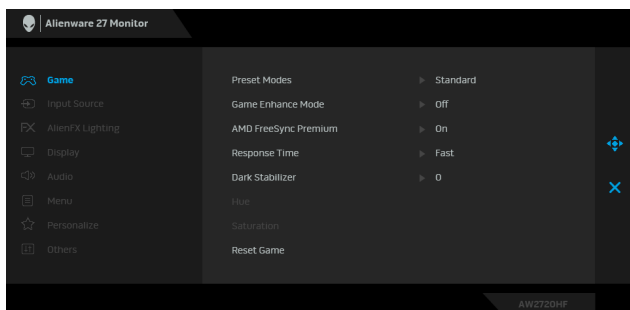 Alienware 27 Monitor
Game
Preset Modes Standard
Input Source
Game Enhance Mode Off
FX AlienFX Lighting
AMD FreeSync Premium On
Display
Response Time Fast
Audio
Dark Stabilizer 0
Menu
Hue
Personalize
Saturation
Others
Reset Game
AW2720HF